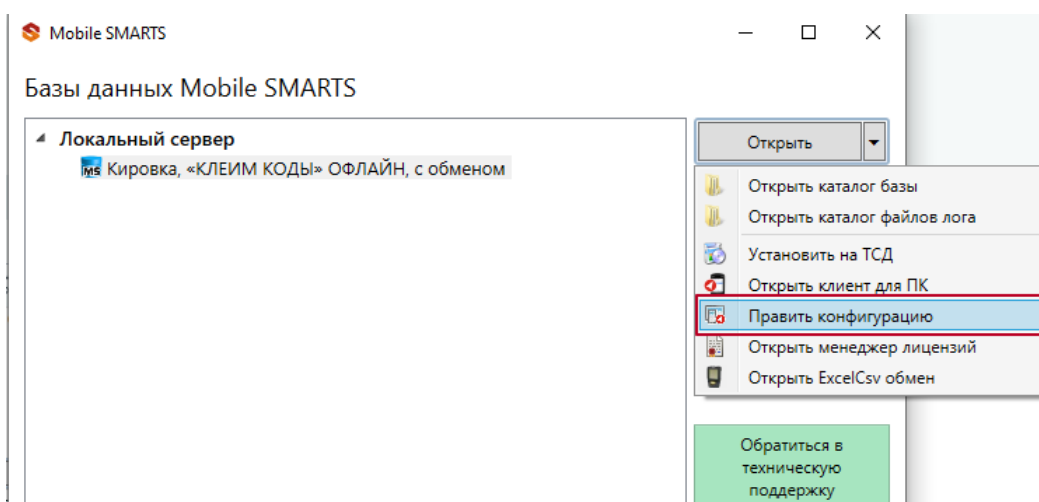 Mobile SMARTS
Базы данных Mobile SMARTS
Локальный сервер
MS Кировка, «КЛЕИМ КОДЫ» ОФЛАЙН, с обменом
Открыть
Открыть каталог базы
Открыть каталог файлов лога
Установить на ТСД
Открыть клиент для ПК
Править конфигурацию
Открыть менеджер лицензий
Открыть ExcelCsv обмен
Обратиться в
техническую
поддержку